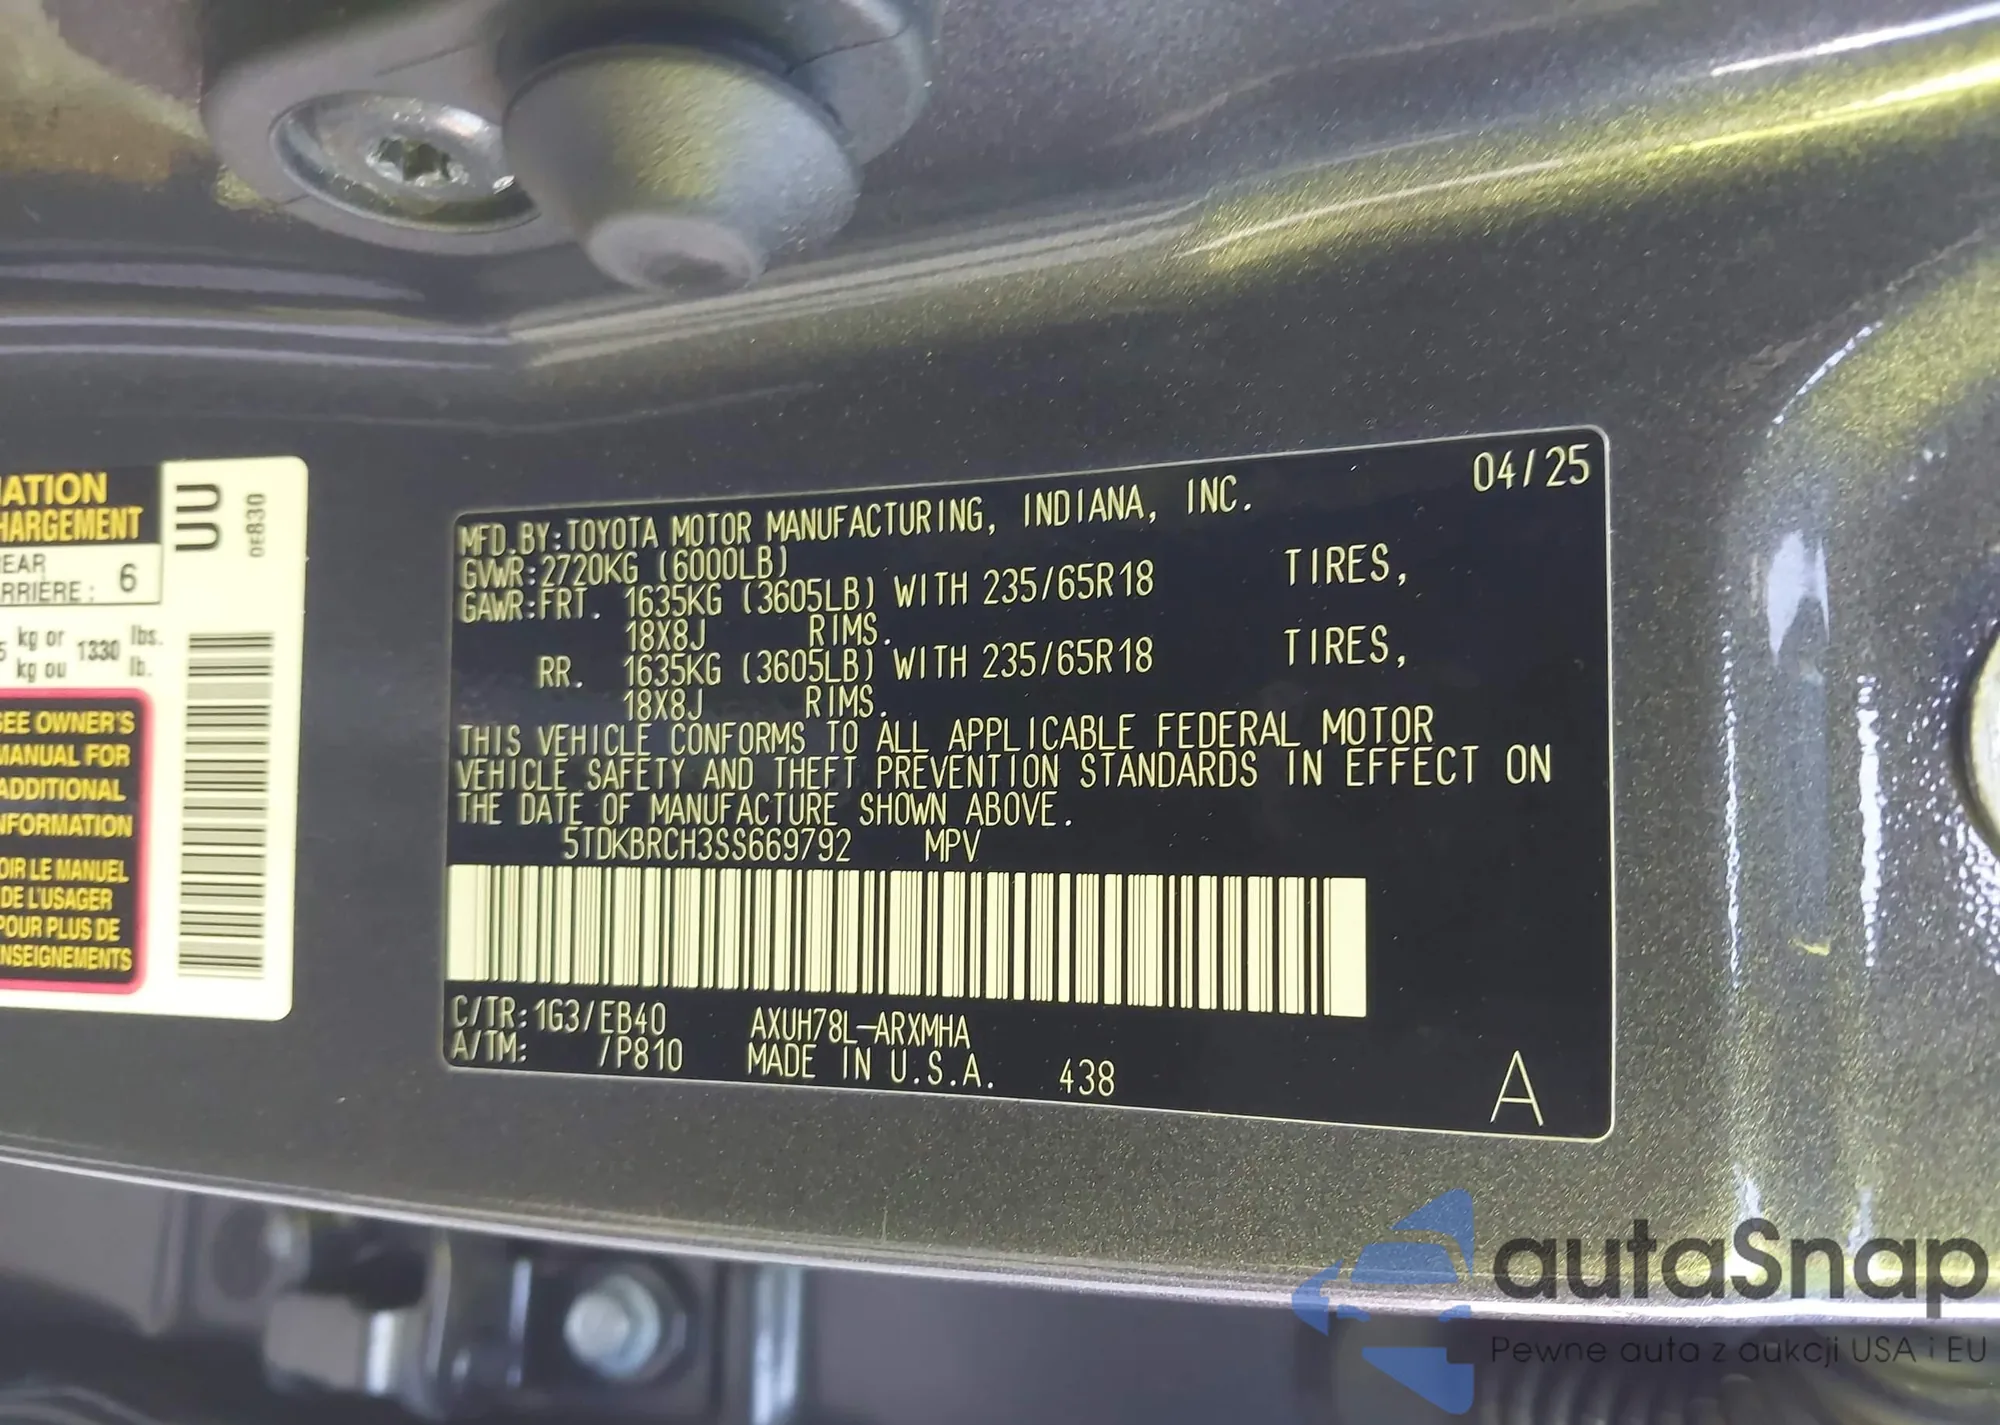 ATION
HARGEMENT
EAR
RRIERE : 6
UU
0E830
5 kg or 1330 lbs.
kg ou lb.
SEE OWNER'S
MANUAL FOR
ADDITIONAL
NFORMATION
OIR LE MANUEL
DE L'USAGER
POUR PLUS DE
NSEIGNEMENTS
04/25
MFD.BY:TOYOTA MOTOR MANUFACTURING, INDIANA, INC.
GVWR:2720KG (6000LB)
GAWR:FRT. 1635KG (3605LB) WITH 235/65R18 TIRES,
18X8J RIMS.
RR. 1635KG (3605LB) WITH 235/65R18 TIRES,
18X8J RIMS.
THIS VEHICLE CONFORMS TO ALL APPLICABLE FEDERAL MOTOR
VEHICLE SAFETY AND THEFT PREVENTION STANDARDS IN EFFECT ON
THE DATE OF MANUFACTURE SHOWN ABOVE.
5TDKBRCH3SS669792 MPV
C/TR:1G3/EB40 AXUH78L-ARXMHA
A/TM: /P810 MADE IN U.S.A. 438
A
autaSnap
Pewne auta z aukcji USA i EU